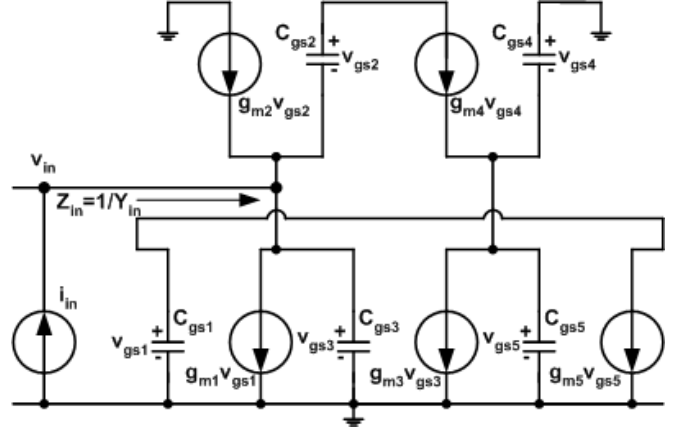 C_gs2 + v_gs2 -
C_gs4 + v_gs4 -
g_m2v_gs2
g_m4v_gs4
v_in
Z_in=1/Y_in
i_in
C_gs1 + v_gs1 -
g_m1v_gs1
C_gs3 + v_gs3 -
g_m3v_gs3
C_gs5 + v_gs5 -
g_m5v_gs5